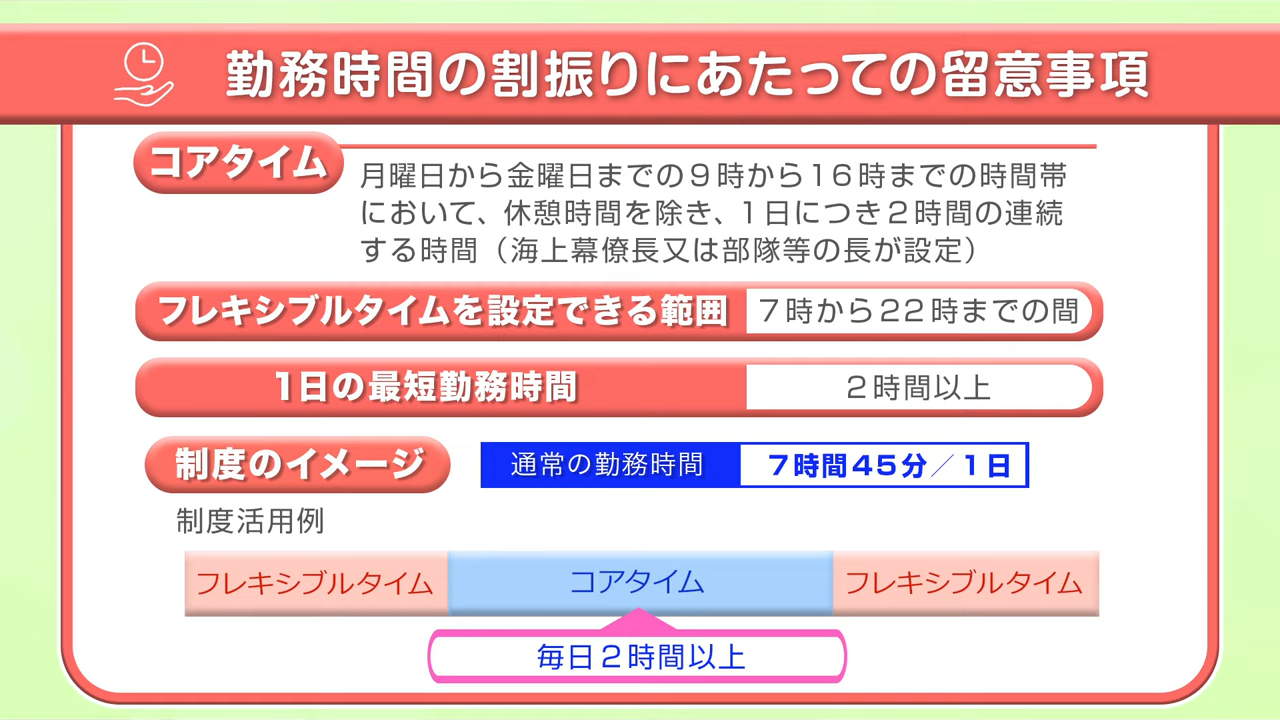 勤務時間の割振りにあたっての留意事項
コアタイム
月曜日から金曜日までの９時から１６時までの時間帯
において、休憩時間を除き、１日につき２時間の連続
する時間（海上幕僚長又は部隊等の長が設定）
フレキシブルタイムを設定できる範囲
７時から２２時までの間
１日の最短勤務時間
２時間以上
制度のイメージ
通常の勤務時間
７時間４５分／１日
制度活用例
フレキシブルタイム
コアタイム
フレキシブルタイム
毎日２時間以上